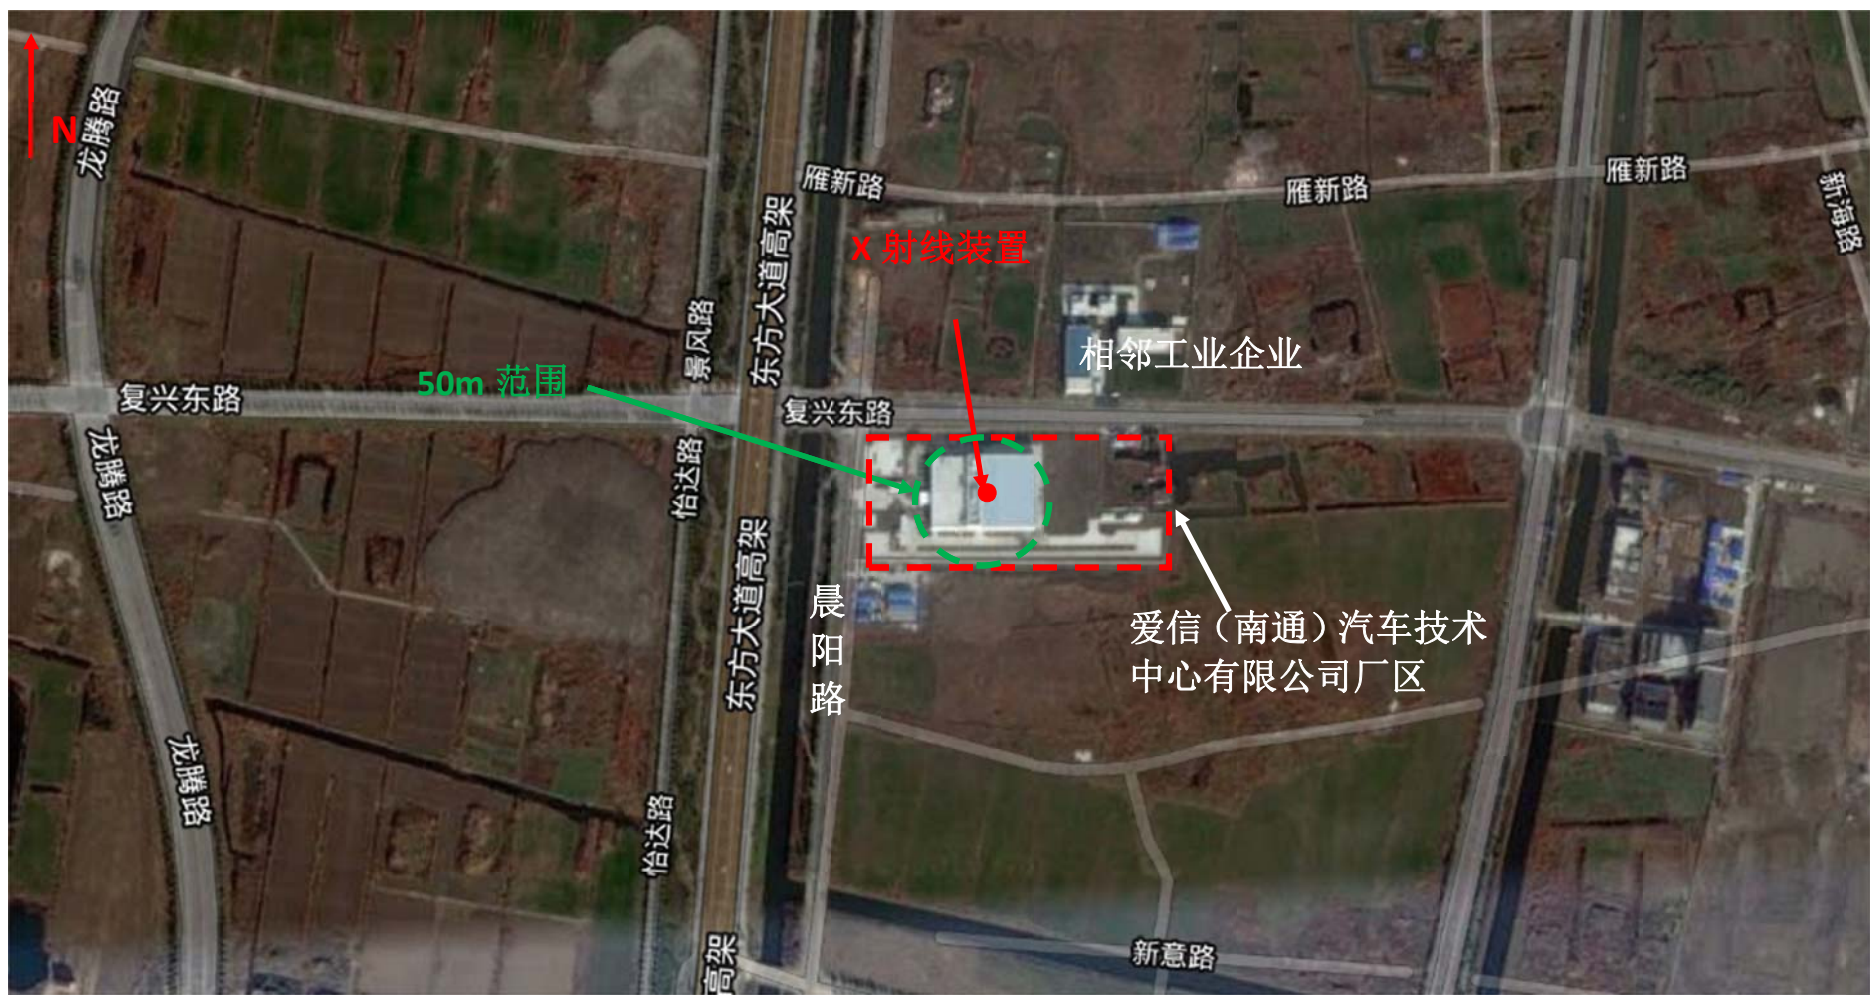 N
龙腾路
雁新路
雁新路
雁新路
新海路
东方大道高架
X 射线装置
景风路
相邻工业企业
50m 范围
复兴东路
复兴东路
龙腾路
怡达路
东方大道高架
晨阳路
爱信（南通）汽车技术
中心有限公司厂区
龙腾路
怡达路
高架
新意路